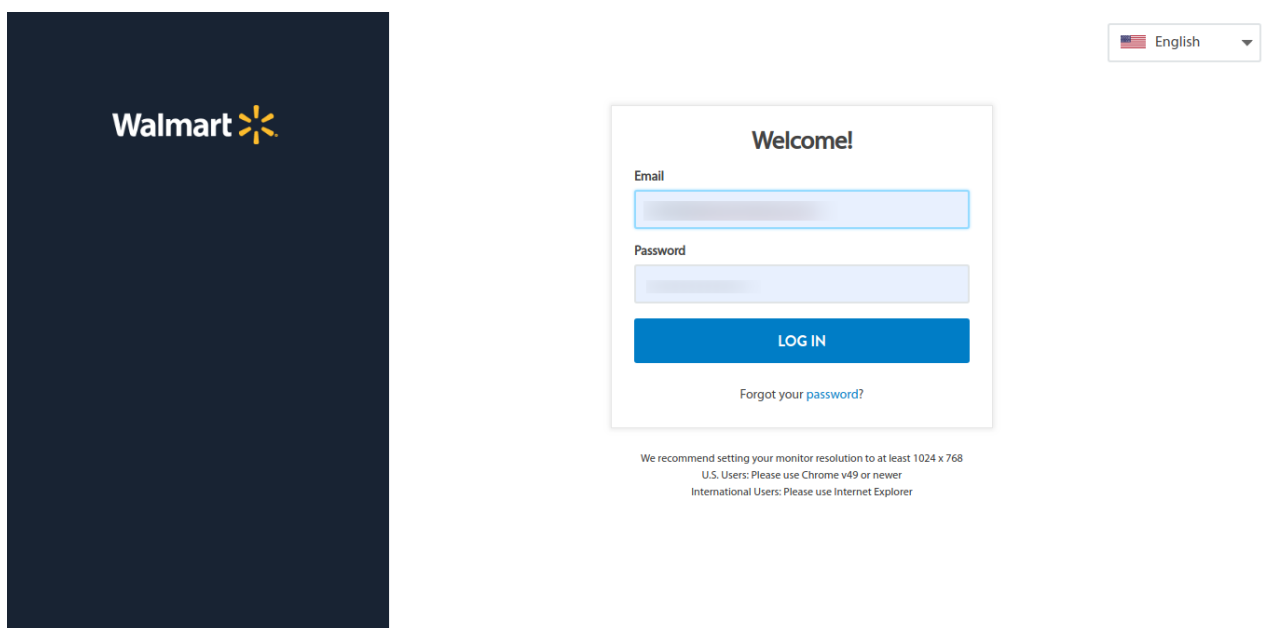 English
Walmart
Welcome!
Email
Password
LOG IN
Forgot your password?
We recommend setting your monitor resolution to at least 1024 x 768
U.S. Users: Please use Chrome v49 or newer
International Users: Please use Internet Explorer